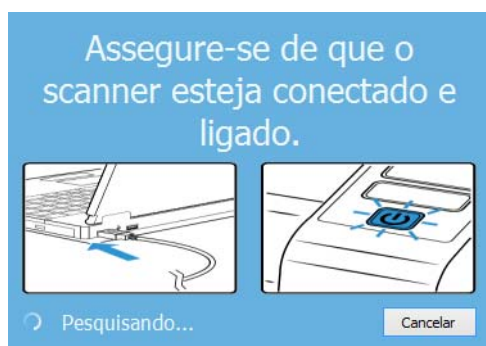 Assegure-se de que o
scanner esteja conectado e
ligado.
Pesquisando...
Cancelar